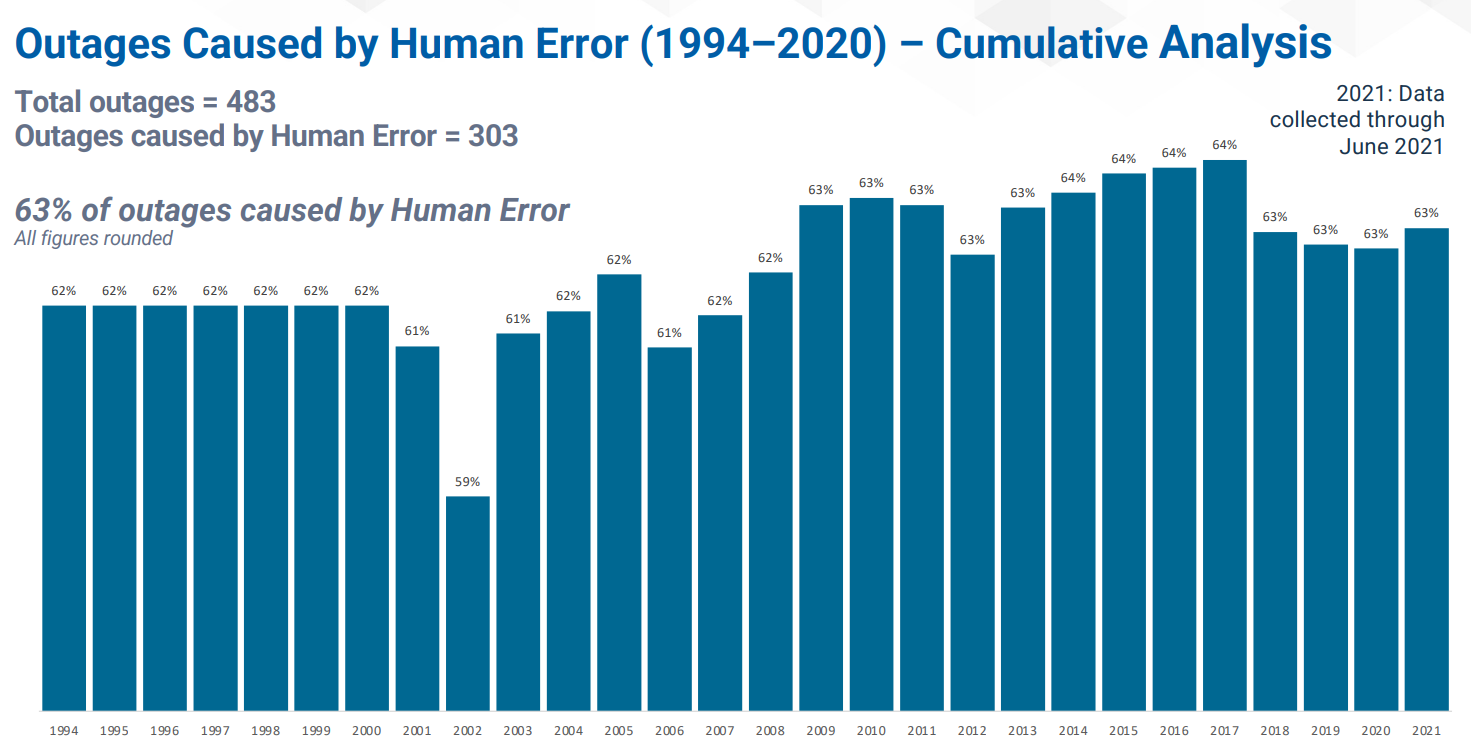 Outages Caused by Human Error (1994–2020) – Cumulative Analysis
Total outages = 483
Outages caused by Human Error = 303
2021: Data
collected through
June 2021
63% of outages caused by Human Error
All figures rounded
62% 62% 62% 62% 62% 62% 62% 61% 59% 61% 62% 62% 61% 62% 62% 63% 63% 63% 63% 63% 64% 64% 64% 64% 63% 63% 63% 63%
1994 1995 1996 1997 1998 1999 2000 2001 2002 2003 2004 2005 2006 2007 2008 2009 2010 2011 2012 2013 2014 2015 2016 2017 2018 2019 2020 2021